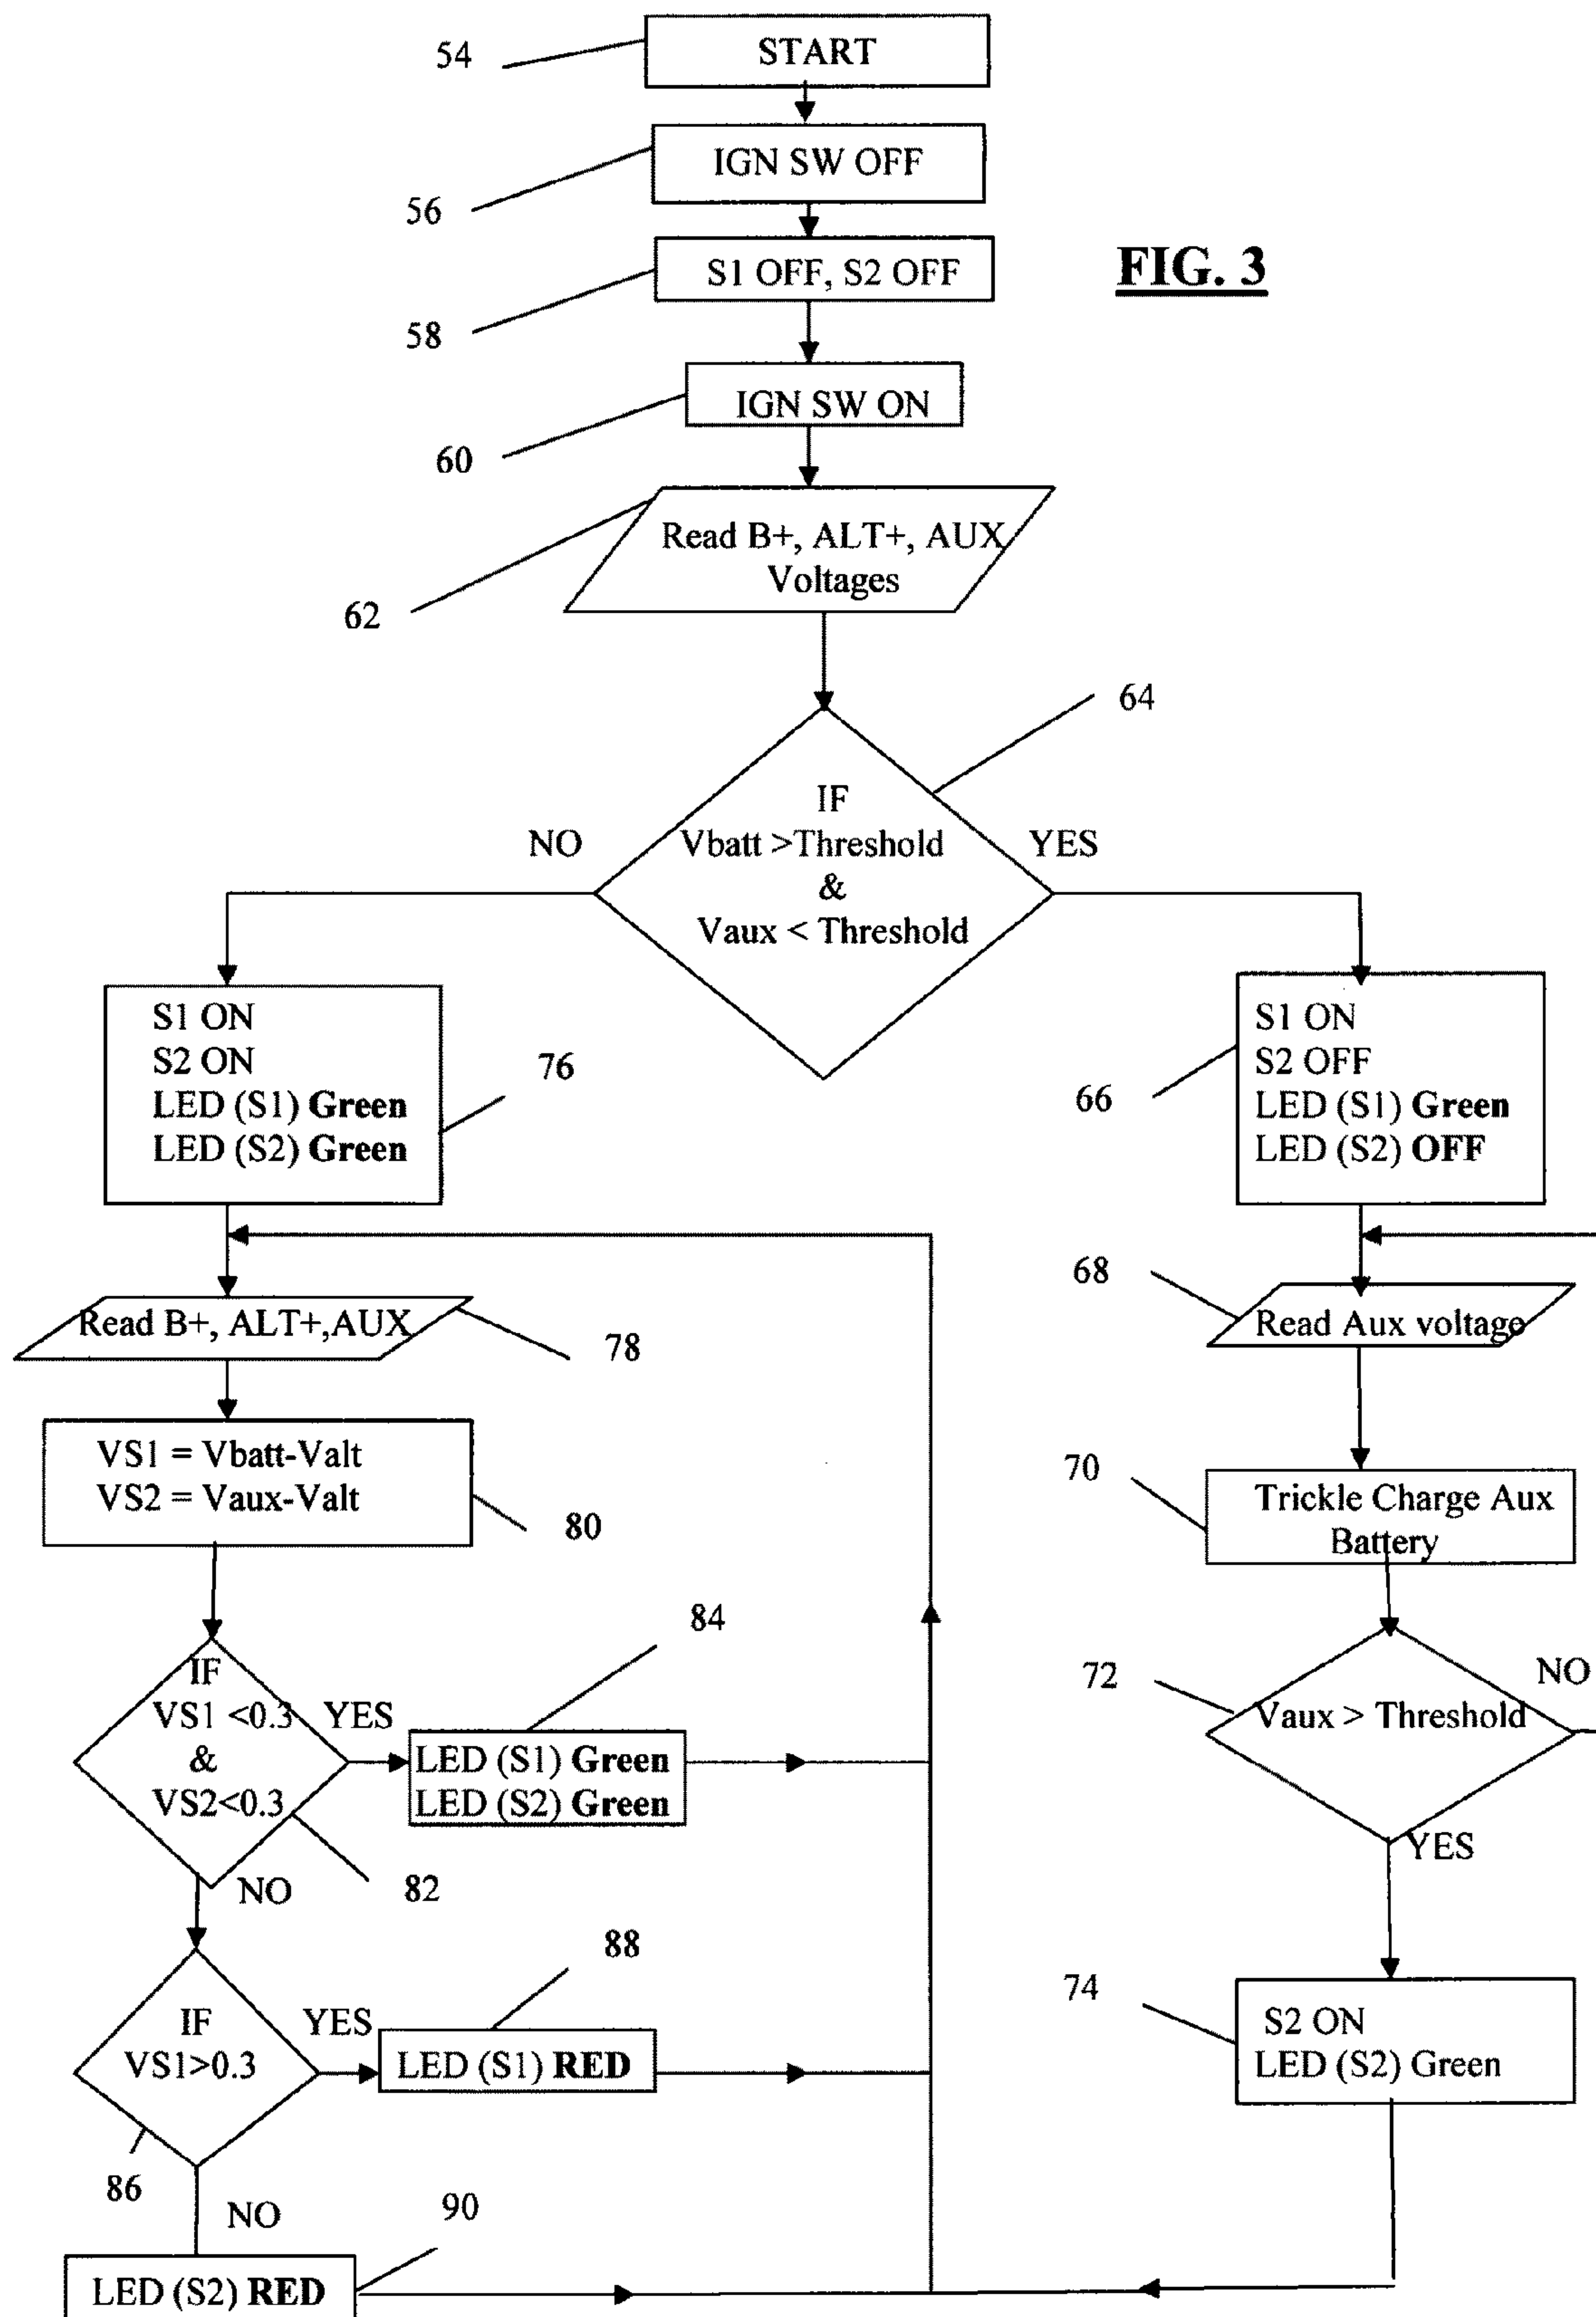 54
START
IGN SW OFF
56
S1 OFF, S2 OFF
FIG. 3
58
IGN SW ON
60
Read B+, ALT+, AUX
Voltages
62
64
IF
Vbatt >Threshold
&
Vaux < Threshold
NO
YES
S1 ON
S2 ON
LED (S1) Green
LED (S2) Green
76
66
S1 ON
S2 OFF
LED (S1) Green
LED (S2) OFF
Read B+, ALT+,AUX
78
68
Read Aux voltage
VS1 = Vbatt-Valt
VS2 = Vaux-Valt
80
70
Trickle Charge Aux
Battery
IF
VS1 <0.3
&
VS2<0.3
YES
84
LED (S1) Green
LED (S2) Green
82
NO
72
Vaux > Threshold
NO
YES
IF
VS1>0.3
YES
88
LED (S1) RED
86
NO
74
S2 ON
LED (S2) Green
90
LED (S2) RED